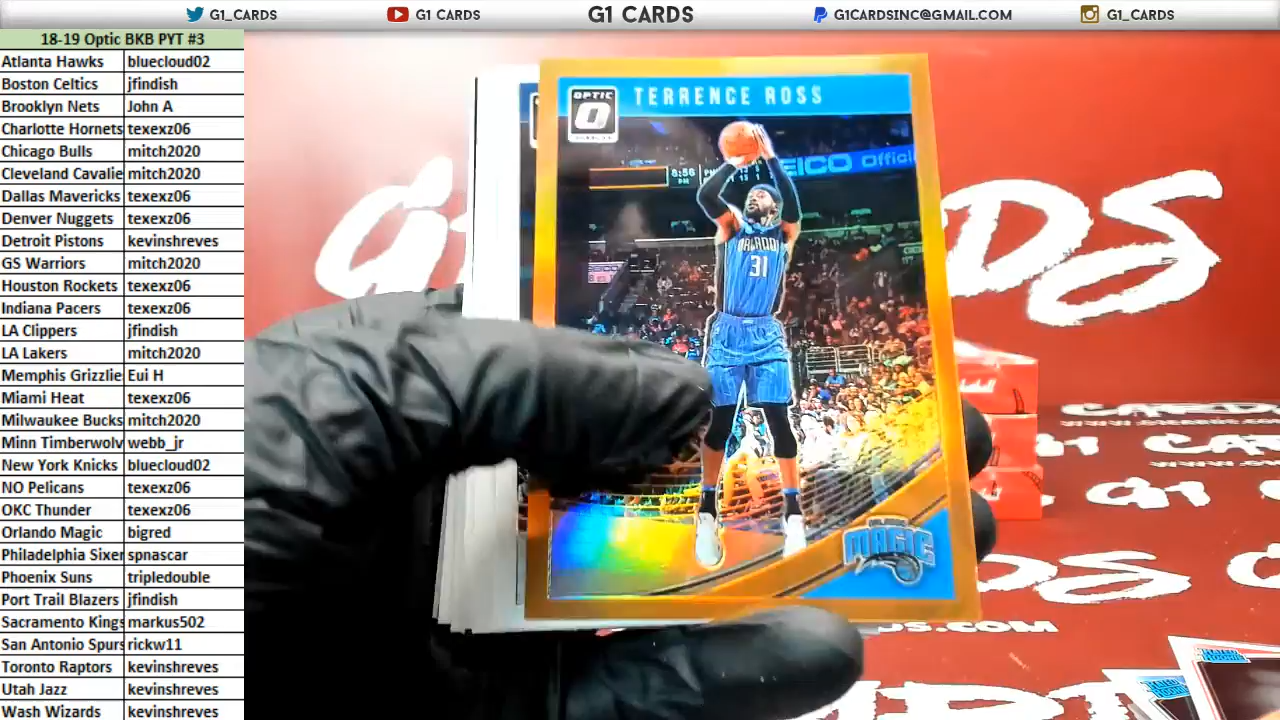 G1_CARDS
G1 CARDS
G1 CARDS
G1CARDSINC@GMAIL.COM
G1_CARDS
18-19 Optic BKB PYT #3
Atlanta Hawks bluecloud02
Boston Celtics jfindish
Brooklyn Nets John A
Charlotte Hornets texexz06
Chicago Bulls mitch2020
Cleveland Cavalie mitch2020
Dallas Mavericks texexz06
Denver Nuggets texexz06
Detroit Pistons kevinshreves
GS Warriors mitch2020
Houston Rockets texexz06
Indiana Pacers texexz06
LA Clippers jfindish
LA Lakers mitch2020
Memphis Grizzlie Eui H
Miami Heat texexz06
Milwaukee Bucks mitch2020
Minn Timberwolv webb_jr
New York Knicks bluecloud02
NO Pelicans texexz06
OKC Thunder texexz06
Orlando Magic bigred
Philadelphia Sixer spnascar
Phoenix Suns tripledouble
Port Trail Blazers jfindish
Sacramento Kings markus502
San Antonio Spurs rickw11
Toronto Raptors kevinshreves
Utah Jazz kevinshreves
Wash Wizards kevinshreves
OPTIC
TERRENCE ROSS
8:56
EICO Offici
ORLANDO
31
MAGIC
G1 CARDS